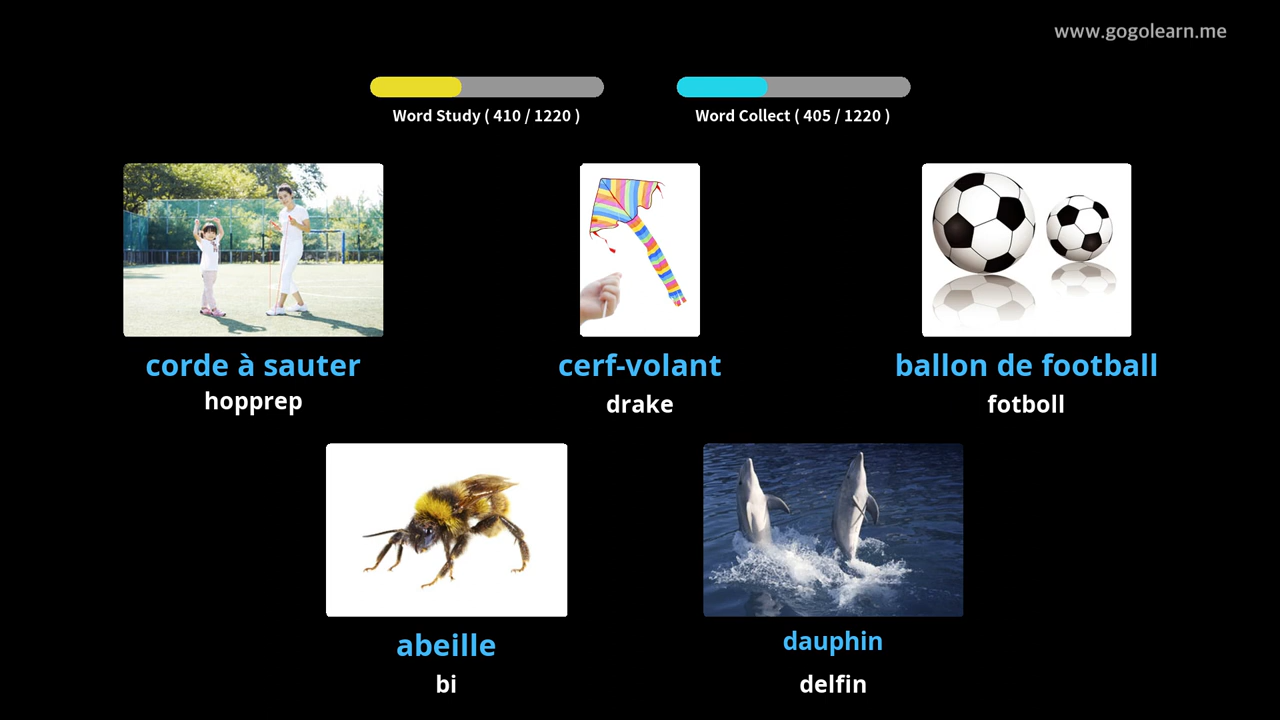 www.gogolearn.me
Word Study ( 410 / 1220 )
Word Collect ( 405 / 1220 )
corde à sauter
hopprep
cerf-volant
drake
ballon de football
fotboll
abeille
bi
dauphin
delfin